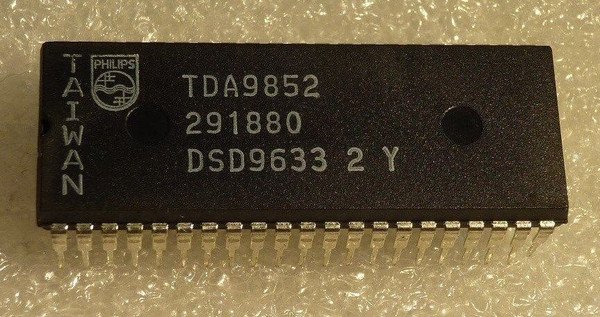 TAIWAN
PHILIPS
TDA9852
291880
DSD9633 2 Y